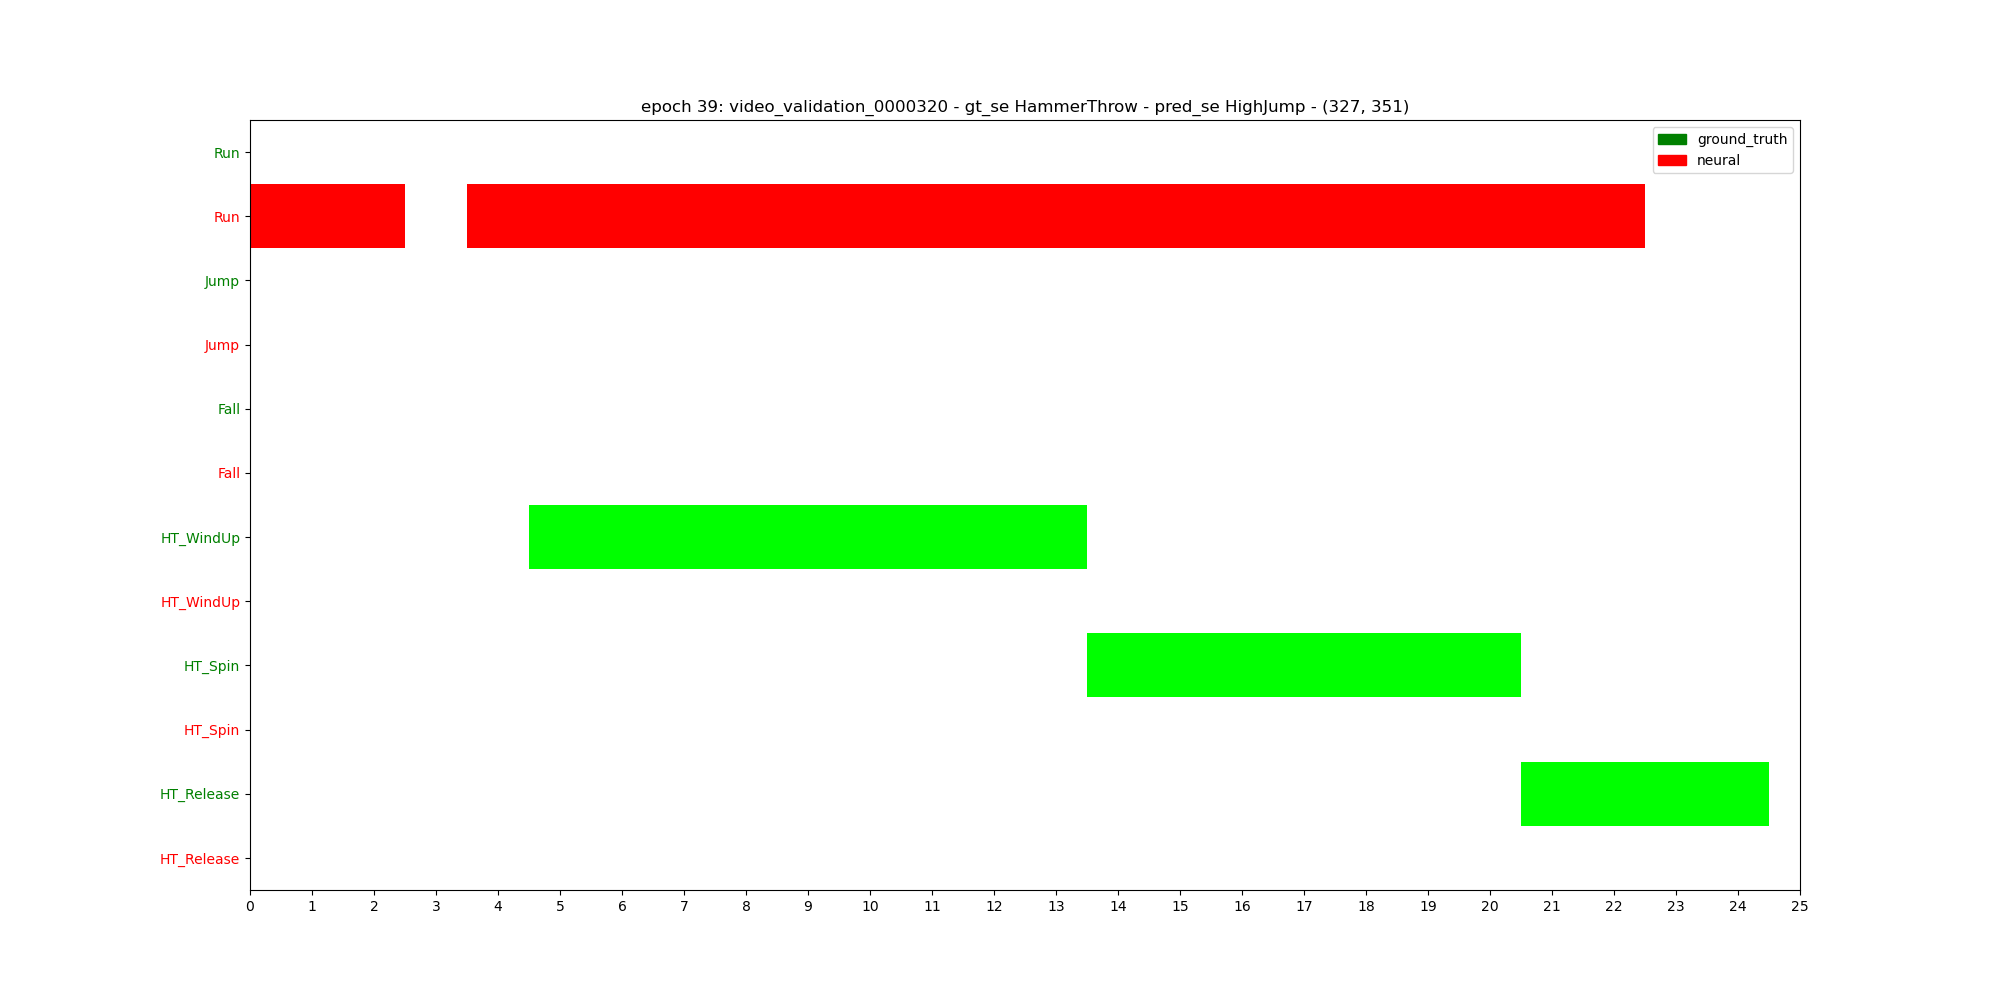 epoch 39: video_validation_0000320 - gt_se HammerThrow - pred_se HighJump - (327, 351)
ground_truth
neural
Run
Run
Jump
Jump
Fall
Fall
HT_WindUp
HT_WindUp
HT_Spin
HT_Spin
HT_Release
HT_Release
0 1 2 3 4 5 6 7 8 9 10 11 12 13 14 15 16 17 18 19 20 21 22 23 24 25